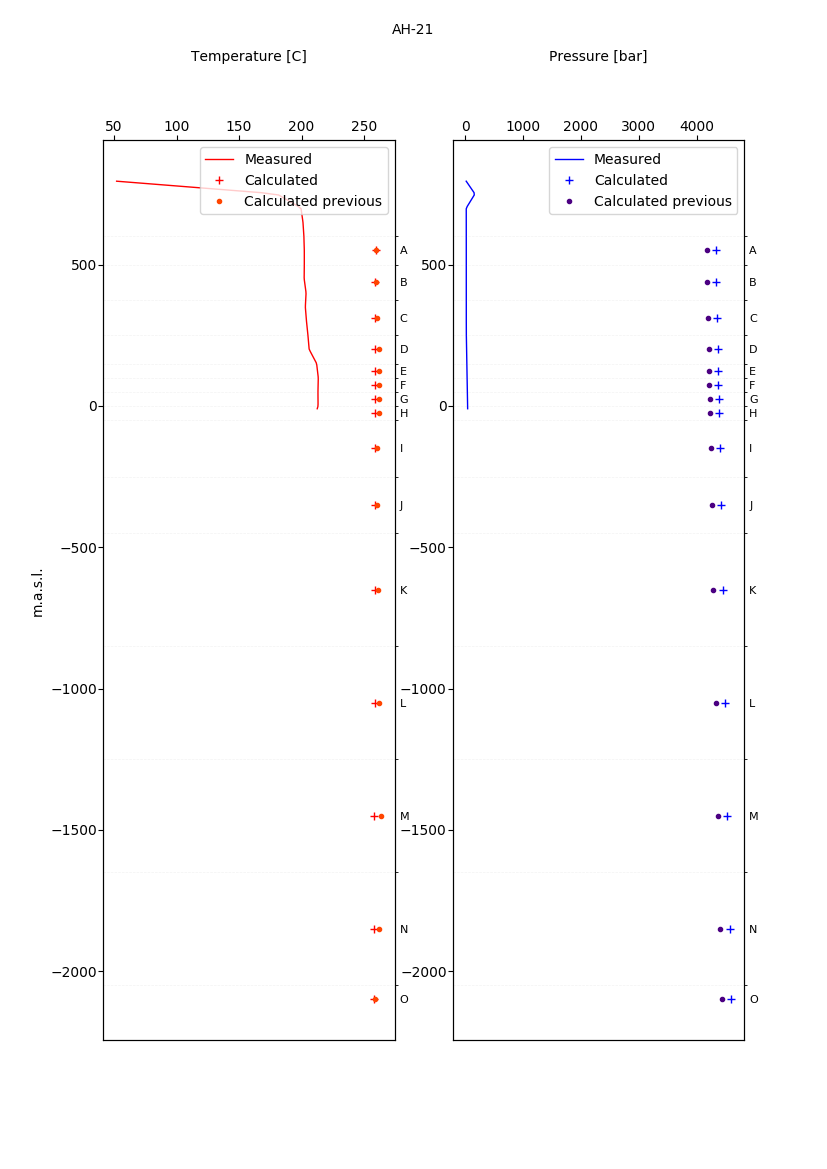 AH-21
Temperature [C] Pressure [bar]
50 100 150 200 250 0 1000 2000 3000 4000
Measured Measured
Calculated Calculated
Calculated previous Calculated previous
A A
500 500
B B
C C
D D
E E
F F
G G
0 0
H H
I I
J J
−500 −500
m.a.s.l.
K K
−1000 −1000
L L
M M
−1500 −1500
N N
−2000 −2000
O O